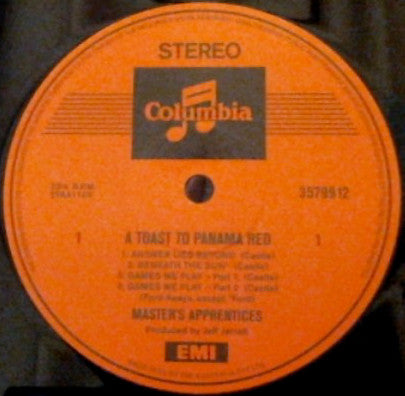 STEREO
Columbia
33⅓ R.P.M.
3579912
1
A TOAST TO PANAMA RED
1
1. ANSWER LIES BEYOND (Castle)
2. BENEATH THE SUN (Castle)
3. GAMES WE PLAY – Part 1 (Castle)
4. GAMES WE PLAY – Part 2 (Castle)
MASTER'S APPRENTICES
Produced by Jeff Jarratt
EMI